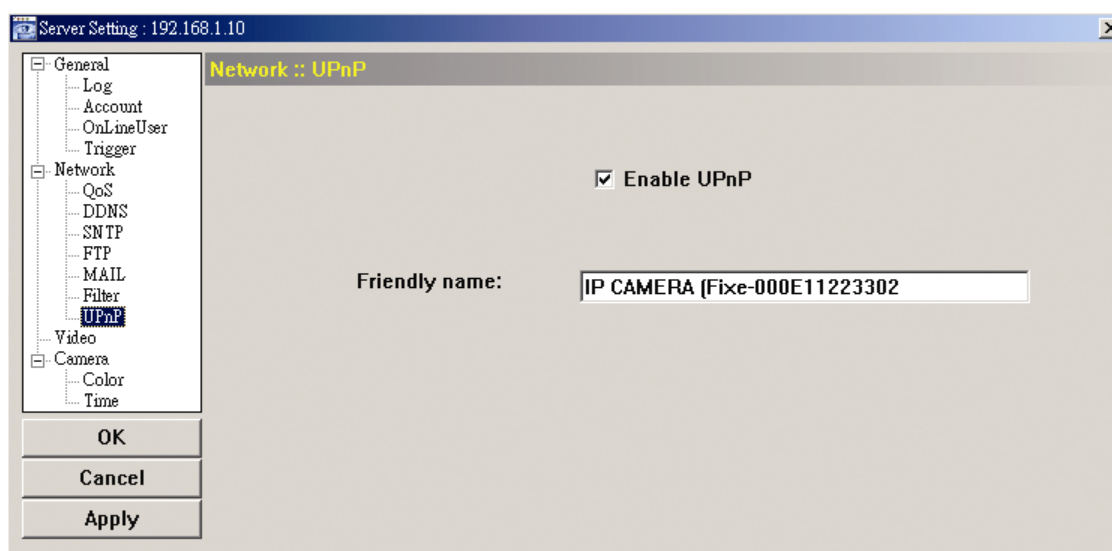 Server Setting : 192.168.1.10
General
Log
Account
OnLineUser
Trigger
Network
QoS
DDNS
SNTP
FTP
MAIL
Filter
UPnP
Video
Camera
Color
Time
OK
Cancel
Apply
Network :: UPnP
Enable UPnP
Friendly name:
IP CAMERA (Fixe-000E11223302